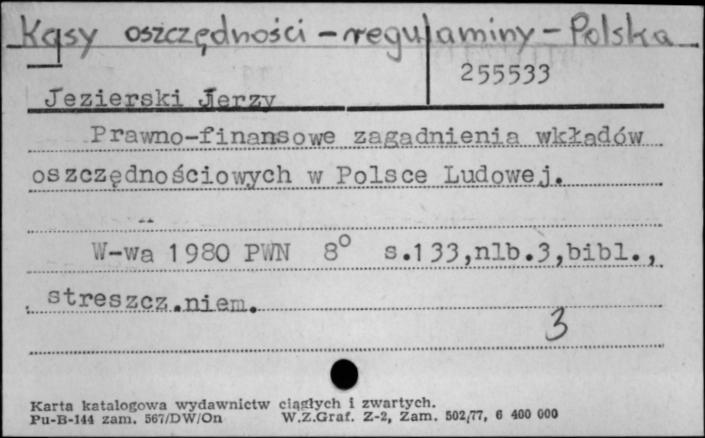 Kasy oszczędności - regulaminy - Polska
255533
Jezierski Jerzy
Prawno-finansowe zagadnienia wkładów
oszczędnościowych w Polsce Ludowej.
W-wa 1980 PWN 8° s.133,nlb.3,bibl.,
streszcz.niem.
3
Karta katalogowa wydawnictw ciągłych i zwartych.
Pu-B-144 zam. 567/DW/On W.Z.Graf. Z-2, Zam. 502/77, 6 400 000